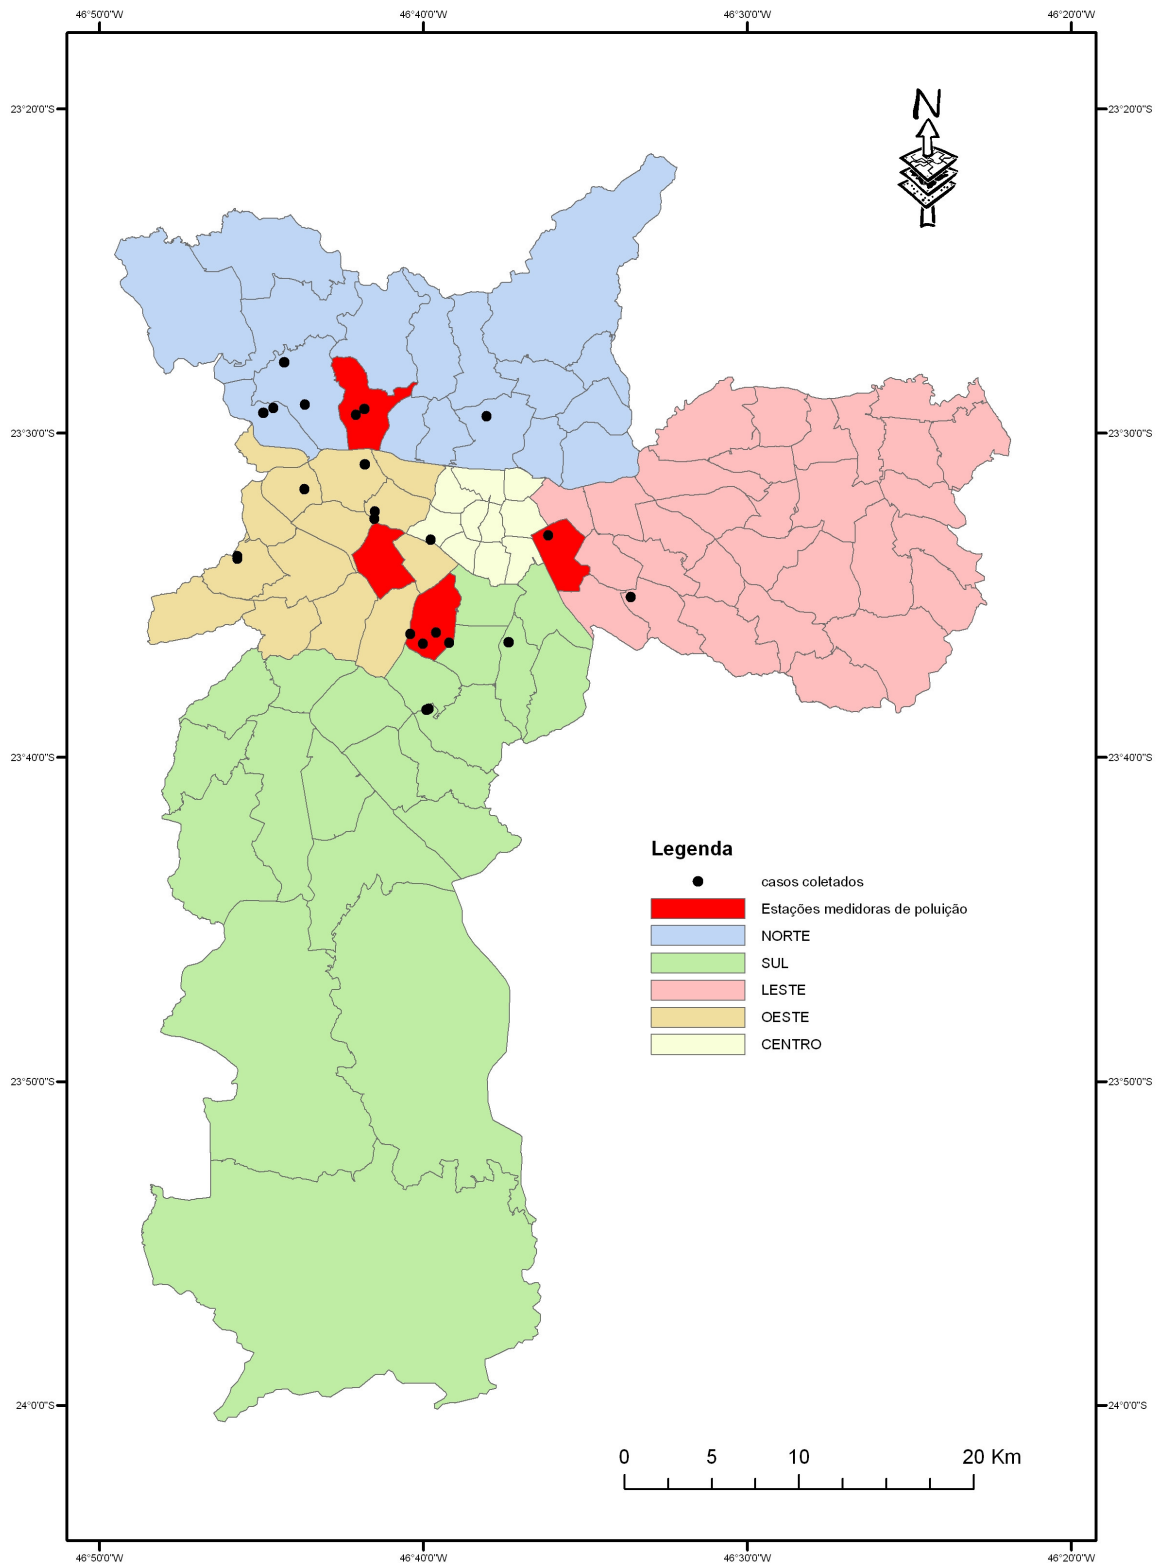 46°50'0"W 46°40'0"W 46°30'0"W 46°20'0"W
23°20'0"S 23°20'0"S
N
23°30'0"S 23°30'0"S
23°40'0"S 23°40'0"S
Legenda
casos coletados
Estações medidoras de poluição
NORTE
SUL
LESTE
OESTE
CENTRO
23°50'0"S 23°50'0"S
24°0'0"S 24°0'0"S
0 5 10 20 Km
46°50'0"W 46°40'0"W 46°30'0"W 46°20'0"W